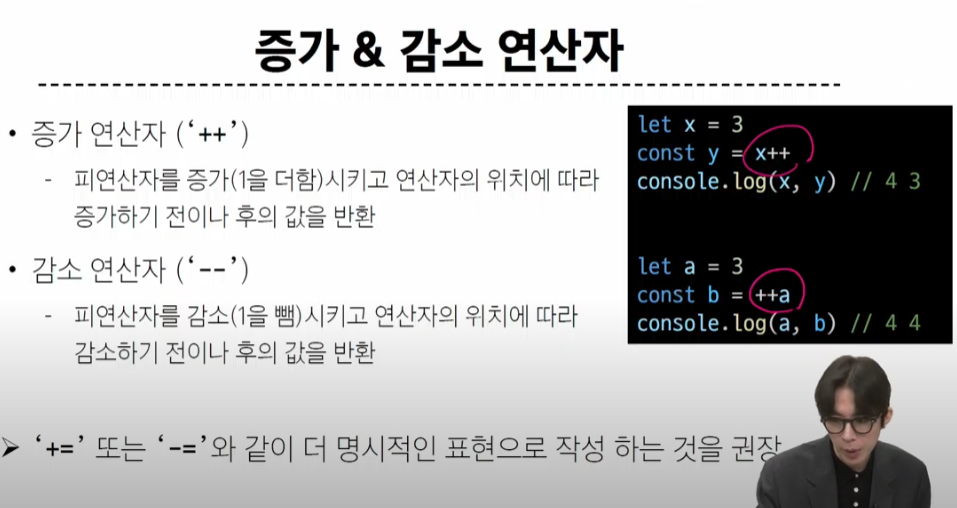 증가 & 감소 연산자
• 증가 연산자 (‘++’)
- 피연산자를 증가(1을 더함)시키고 연산자의 위치에 따라
증가하기 전이나 후의 값을 반환
• 감소 연산자 (‘--’)
- 피연산자를 감소(1을 뺌)시키고 연산자의 위치에 따라
감소하기 전이나 후의 값을 반환
➢ ‘+=’ 또는 ‘-=’와 같이 더 명시적인 표현으로 작성 하는 것을 권장
let x = 3
const y = x++
console.log(x, y) // 4 3
let a = 3
const b = ++a
console.log(a, b) // 4 4